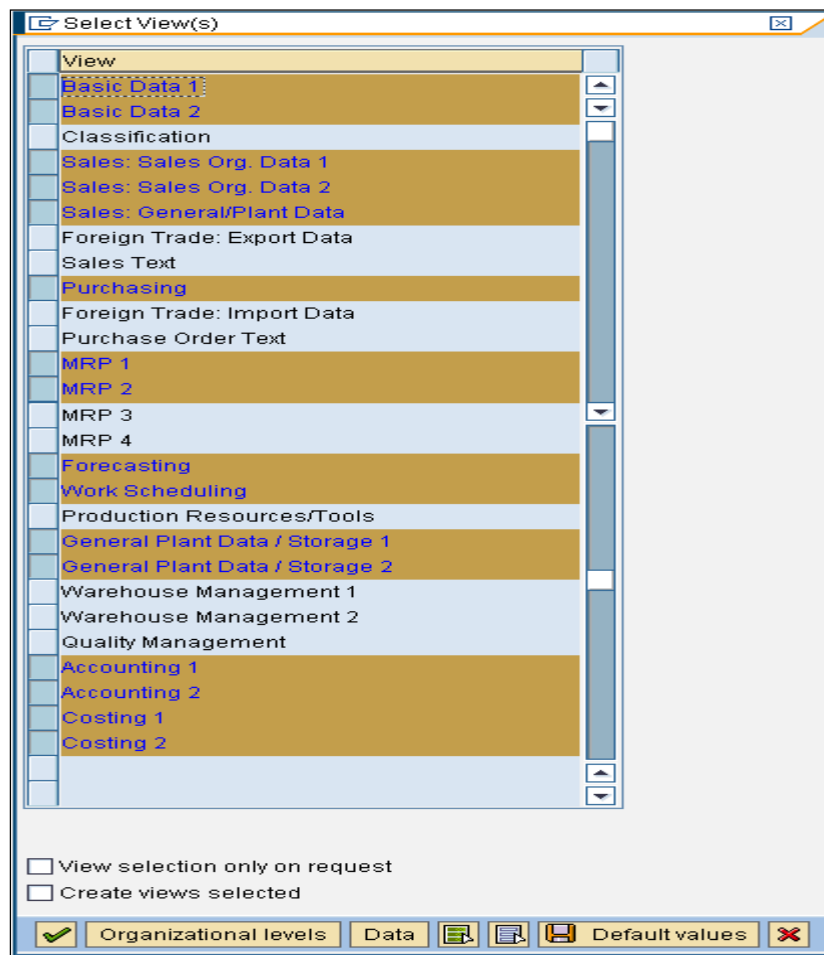 Select View(s)
View
Basic Data 1
Basic Data 2
Classification
Sales: Sales Org. Data 1
Sales: Sales Org. Data 2
Sales: General/Plant Data
Foreign Trade: Export Data
Sales Text
Purchasing
Foreign Trade: Import Data
Purchase Order Text
MRP 1
MRP 2
MRP 3
MRP 4
Forecasting
Work Scheduling
Production Resources/Tools
General Plant Data / Storage 1
General Plant Data / Storage 2
Warehouse Management 1
Warehouse Management 2
Quality Management
Accounting 1
Accounting 2
Costing 1
Costing 2
View selection only on request
Create views selected
Organizational levels Data Default values